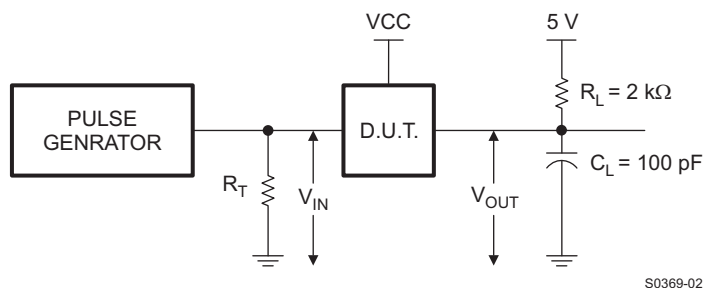 VCC
5 V
PULSE
GENRATOR
D.U.T.
R_L = 2 kΩ
C_L = 100 pF
R_T
V_IN
V_OUT
S0369-02